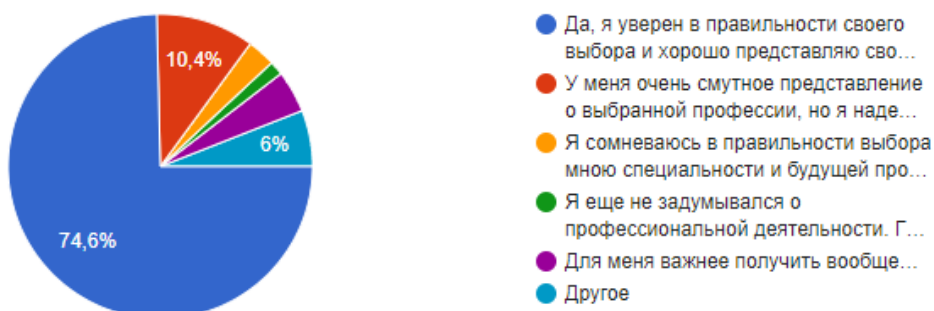 10,4%
6%
74,6%
Да, я уверен в правильности своего
выбора и хорошо представляю сво...
У меня очень смутное представление
о выбранной профессии, но я наде...
Я сомневаюсь в правильности выбора
мною специальности и будущей про...
Я еще не задумывался о
профессиональной деятельности. Г...
Для меня важнее получить вообще...
Другое